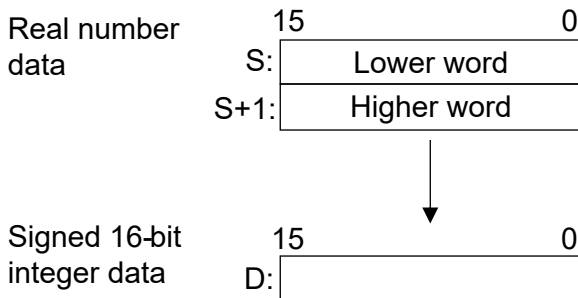 Real number
data
15 0
S: Lower word
S+1: Higher word
Signed 16-bit
integer data
15 0
D: